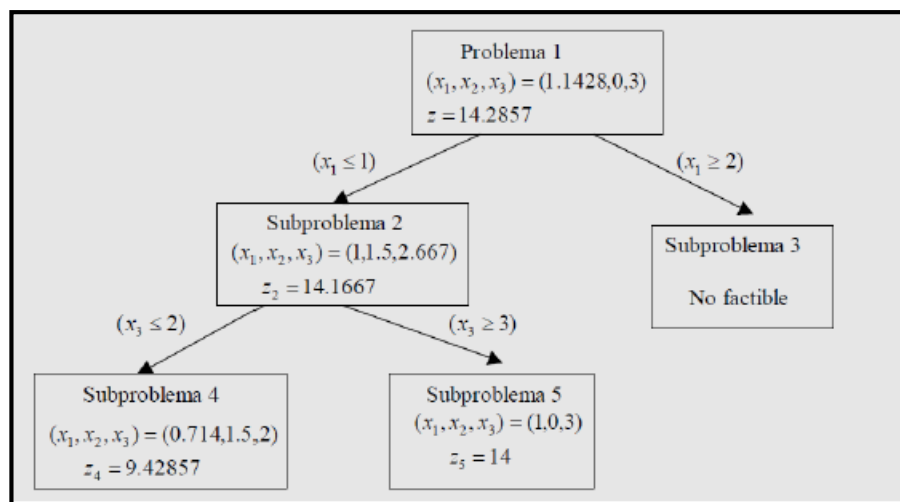 Problema 1
(x₁, x₂, x₃) = (1.1428,0,3)
z = 14.2857
(x₁ ≤ 1)
(x₁ ≥ 2)
Subproblema 2
(x₁, x₂, x₃) = (1,1.5,2.667)
z₂ = 14.1667
Subproblema 3
No factible
(x₃ ≤ 2)
(x₃ ≥ 3)
Subproblema 4
(x₁, x₂, x₃) = (0.714,1.5,2)
z₄ = 9.42857
Subproblema 5
(x₁, x₂, x₃) = (1,0,3)
z₅ = 14